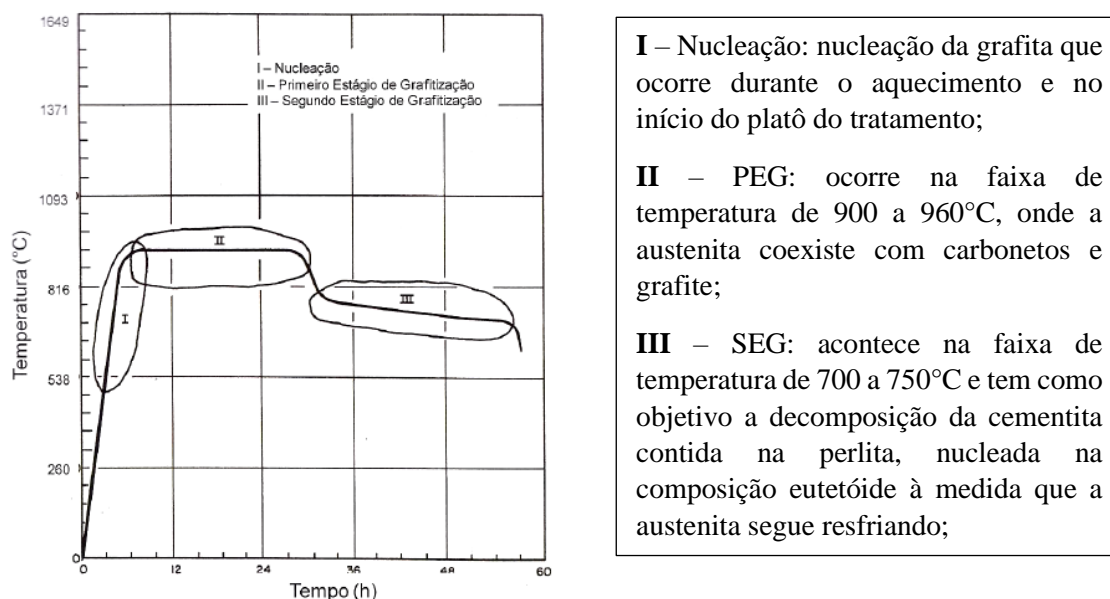 1649
1371
1093
816
538
260
0
Temperatura (°C)
I – Nucleação
II – Primeiro Estágio de Grafitização
III – Segundo Estágio de Grafitização
I
II
III
0
12
24
36
48
60
Tempo (h)
I – Nucleação: nucleação da grafita que
ocorre durante o aquecimento e no
início do platô do tratamento;
II – PEG: ocorre na faixa de
temperatura de 900 a 960°C, onde a
austenita coexiste com carbonetos e
grafite;
III – SEG: acontece na faixa de
temperatura de 700 a 750°C e tem como
objetivo a decomposição da cementita
contida na perlita, nucleada na
composição eutetóide à medida que a
austenita segue resfriando;